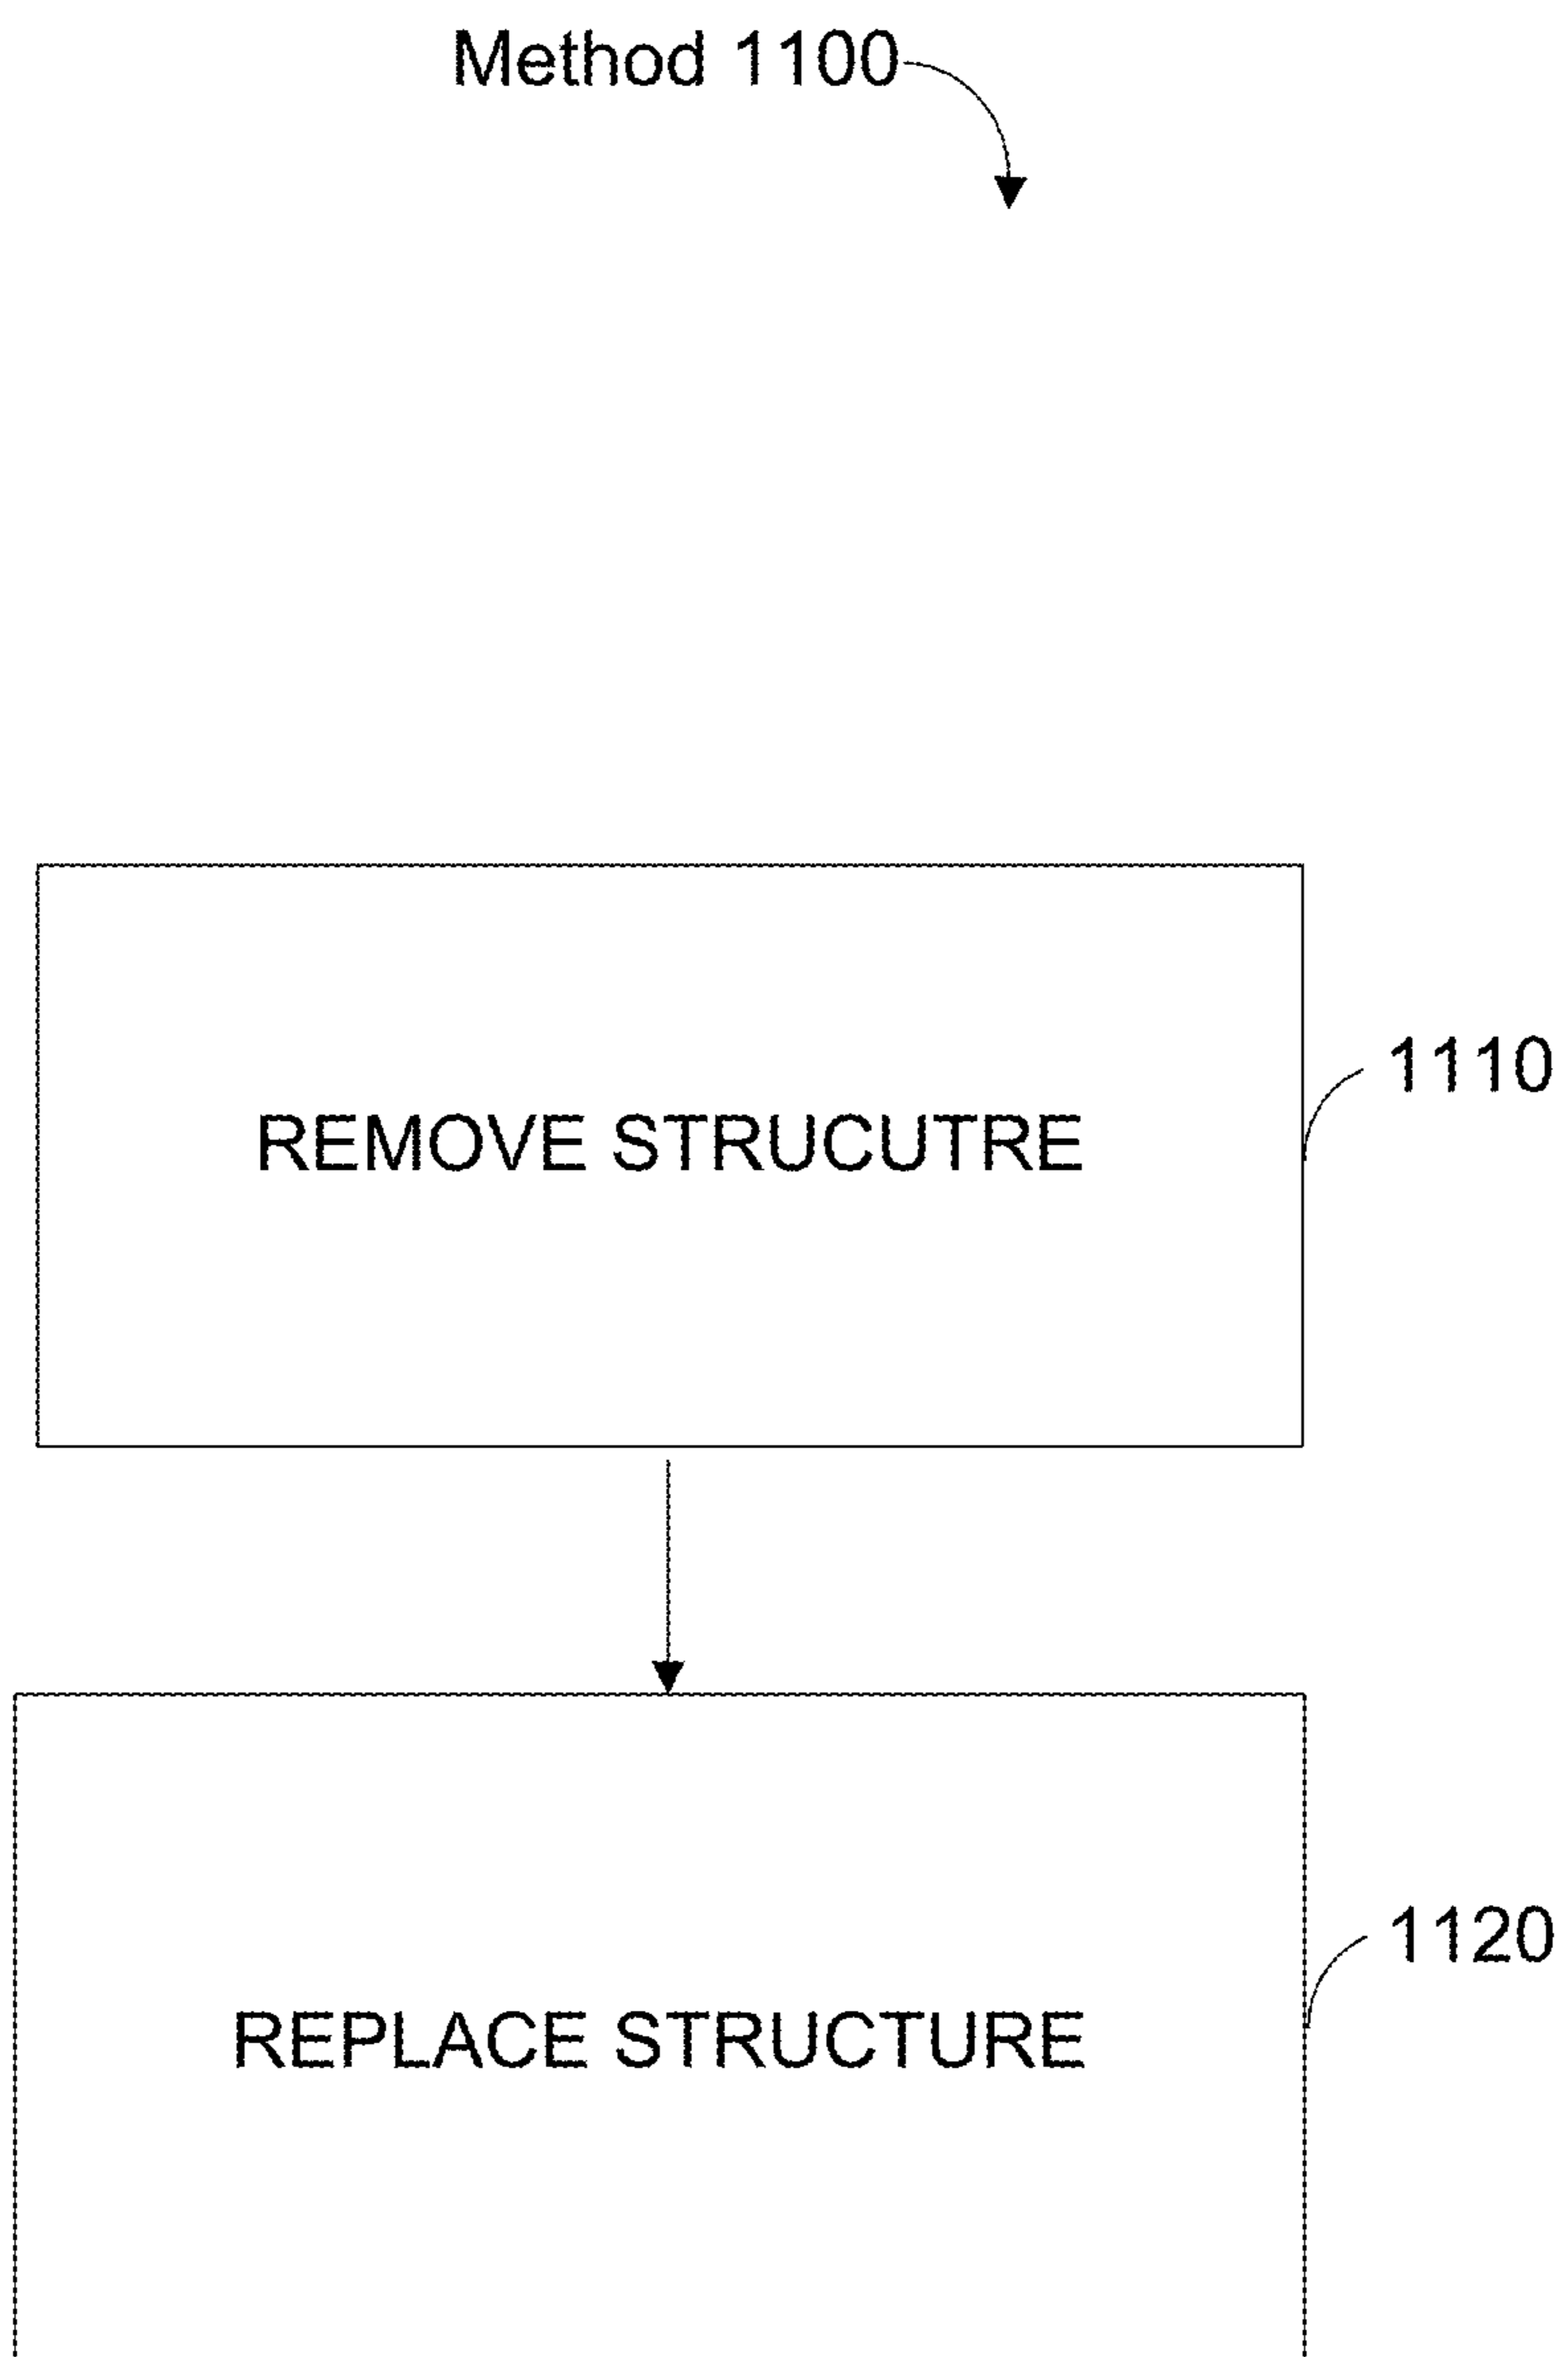 Method 1100
REMOVE STRUCUTRE
1110
REPLACE STRUCTURE
1120